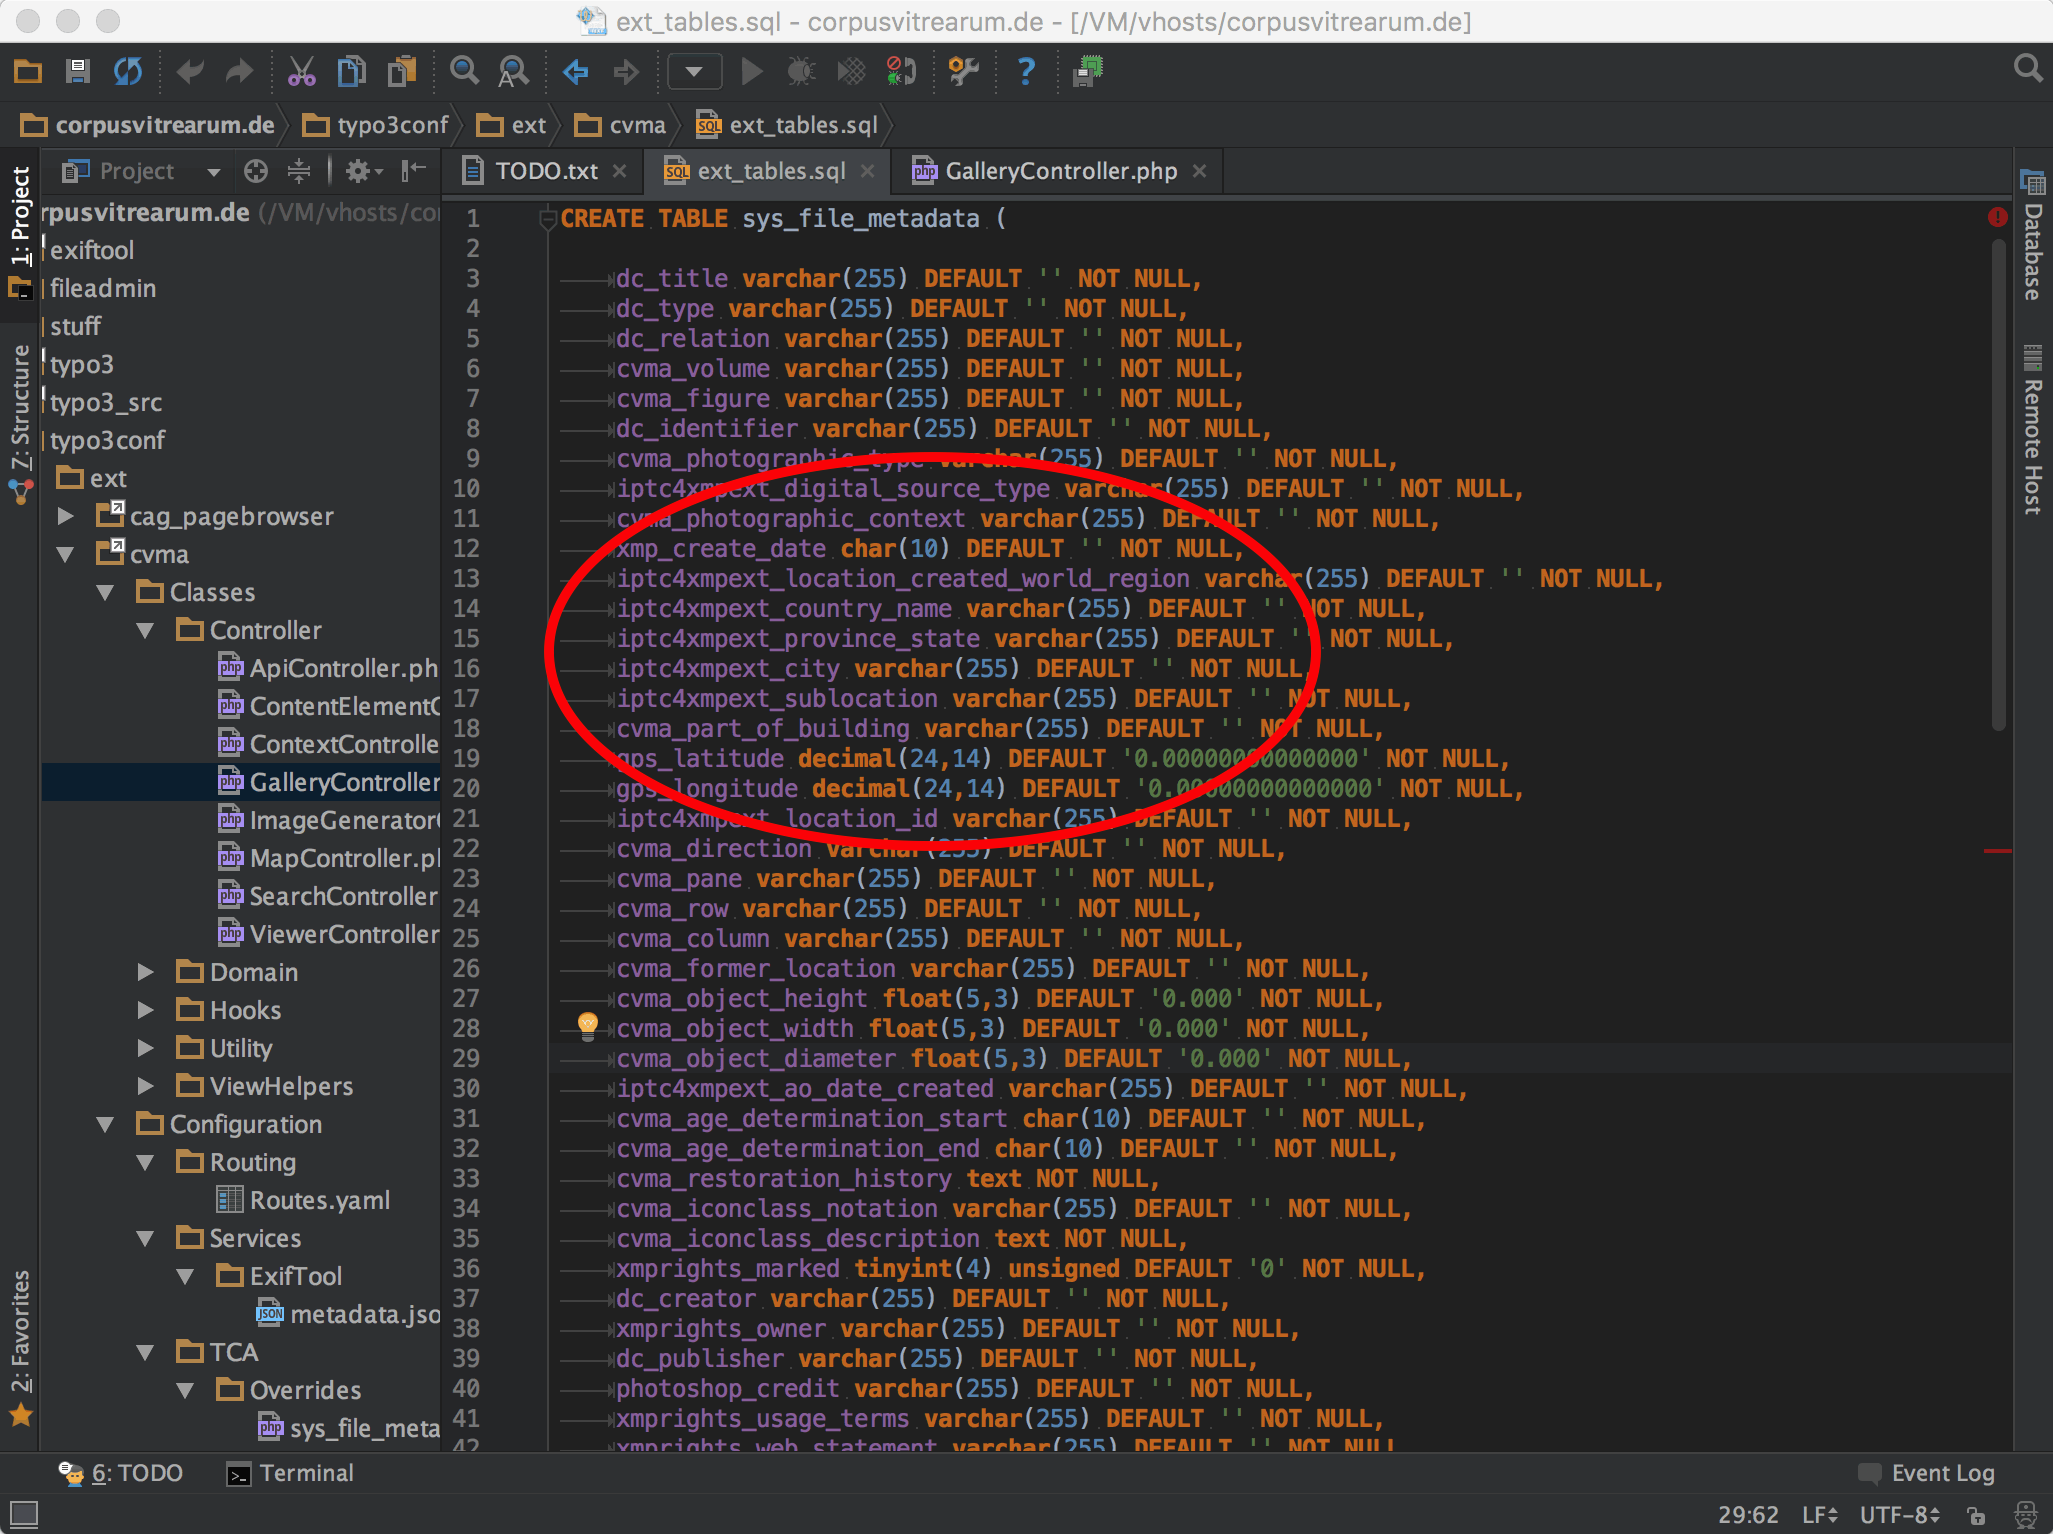 ext_tables.sql - corpusvitrearum.de - [/VM/vhosts/corpusvitrearum.de]
corpusvitrearum.de typo3conf ext cvma ext_tables.sql
Project TODO.txt ext_tables.sql GalleryController.php
1: Project
7: Structure
2: Favorites
rpusvitrearum.de (/VM/vhosts/co
exiftool
fileadmin
stuff
typo3
typo3_src
typo3conf
ext
cag_pagebrowser
cvma
Classes
Controller
ApiController.ph
ContentElementC
ContextControlle
GalleryController
ImageGenerator
MapController.p
SearchController
ViewerController
Domain
Hooks
Utility
ViewHelpers
Configuration
Routing
Routes.yaml
Services
ExifTool
metadata.jso
TCA
Overrides
sys_file_meta
1 CREATE TABLE sys_file_metadata (
2
3 dc_title varchar(255) DEFAULT '' NOT NULL,
4 dc_type varchar(255) DEFAULT '' NOT NULL,
5 dc_relation varchar(255) DEFAULT '' NOT NULL,
6 cvma_volume varchar(255) DEFAULT '' NOT NULL,
7 cvma_figure varchar(255) DEFAULT '' NOT NULL,
8 dc_identifier varchar(255) DEFAULT '' NOT NULL,
9 cvma_photographic_type varchar(255) DEFAULT '' NOT NULL,
10 iptc4xmpext_digital_source_type varchar(255) DEFAULT '' NOT NULL,
11 cvma_photographic_context varchar(255) DEFAULT '' NOT NULL,
12 xmp_create_date char(10) DEFAULT '' NOT NULL,
13 iptc4xmpext_location_created_world_region varchar(255) DEFAULT '' NOT NULL,
14 iptc4xmpext_country_name varchar(255) DEFAULT '' NOT NULL,
15 iptc4xmpext_province_state varchar(255) DEFAULT '' NOT NULL,
16 iptc4xmpext_city varchar(255) DEFAULT '' NOT NULL,
17 iptc4xmpext_sublocation varchar(255) DEFAULT '' NOT NULL,
18 cvma_part_of_building varchar(255) DEFAULT '' NOT NULL,
19 gps_latitude decimal(24,14) DEFAULT '0.00000000000000' NOT NULL,
20 gps_longitude decimal(24,14) DEFAULT '0.00000000000000' NOT NULL,
21 iptc4xmpext_location_id varchar(255) DEFAULT '' NOT NULL,
22 cvma_direction varchar(255) DEFAULT '' NOT NULL,
23 cvma_pane varchar(255) DEFAULT '' NOT NULL,
24 cvma_row varchar(255) DEFAULT '' NOT NULL,
25 cvma_column varchar(255) DEFAULT '' NOT NULL,
26 cvma_former_location varchar(255) DEFAULT '' NOT NULL,
27 cvma_object_height float(5,3) DEFAULT '0.000' NOT NULL,
28 cvma_object_width float(5,3) DEFAULT '0.000' NOT NULL,
29 cvma_object_diameter float(5,3) DEFAULT '0.000' NOT NULL,
30 iptc4xmpext_ao_date_created varchar(255) DEFAULT '' NOT NULL,
31 cvma_age_determination_start char(10) DEFAULT '' NOT NULL,
32 cvma_age_determination_end char(10) DEFAULT '' NOT NULL,
33 cvma_restoration_history text NOT NULL,
34 cvma_iconclass_notation varchar(255) DEFAULT '' NOT NULL,
35 cvma_iconclass_description text NOT NULL,
36 xmprights_marked tinyint(4) unsigned DEFAULT '0' NOT NULL,
37 dc_creator varchar(255) DEFAULT '' NOT NULL,
38 xmprights_owner varchar(255) DEFAULT '' NOT NULL,
39 dc_publisher varchar(255) DEFAULT '' NOT NULL,
40 photoshop_credit varchar(255) DEFAULT '' NOT NULL,
41 xmprights_usage_terms varchar(255) DEFAULT '' NOT NULL,
42 xmprights_web_statement varchar(255) DEFAULT '' NOT NULL
Database
Remote Host
6: TODO Terminal Event Log
29:62 LF UTF-8